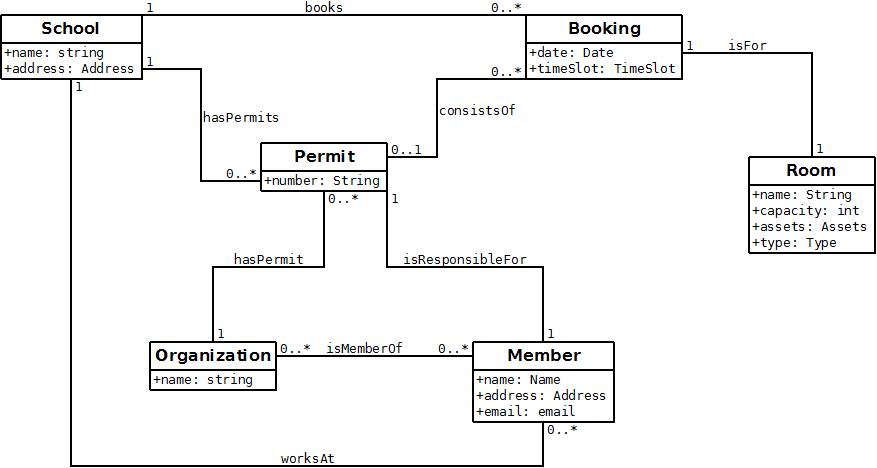 1 books 0..*
School
+name: string
+address: Address
Booking
+date: Date
+timeSlot: TimeSlot
1 isFor
1
1
0..*
hasPermits
consistsOf
0..*
0..1
1
Permit
+number: String
Room
+name: String
+capacity: int
+assets: Assets
+type: Type
0..* 1
hasPermit
isResponsibleFor
1
1
Organization
+name: string
0..* isMemberOf 0..*
Member
+name: Name
+address: Address
+email: email
0..*
worksAt